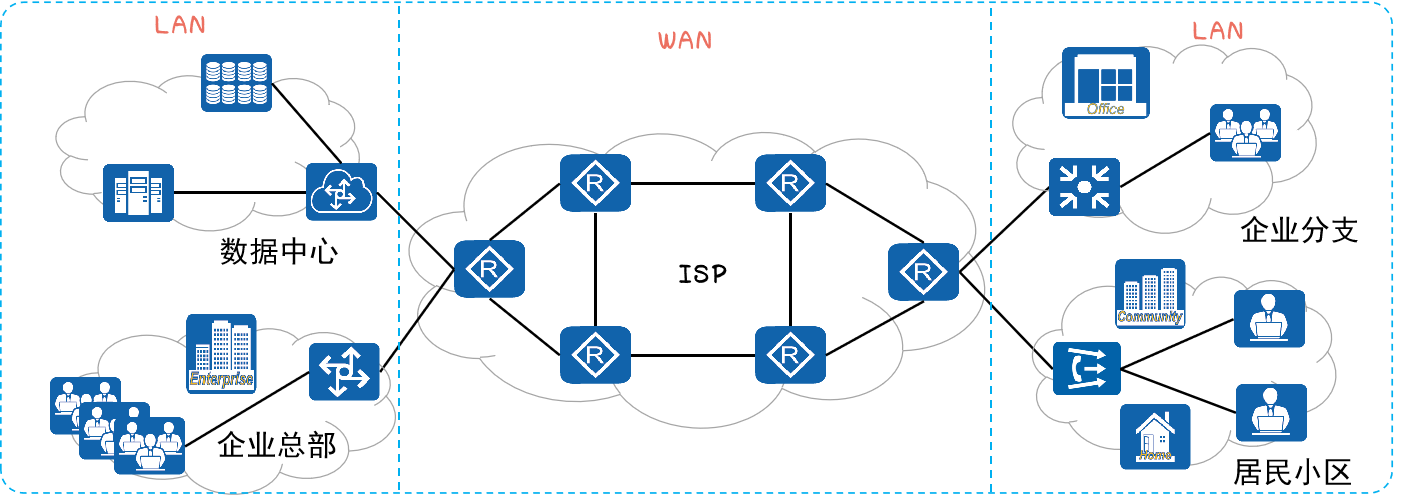 LAN
WAN
LAN
Office
数据中心
企业分支
R
R
R
ISP
R
R
R
Enterprise
Community
企业总部
Home
居民小区